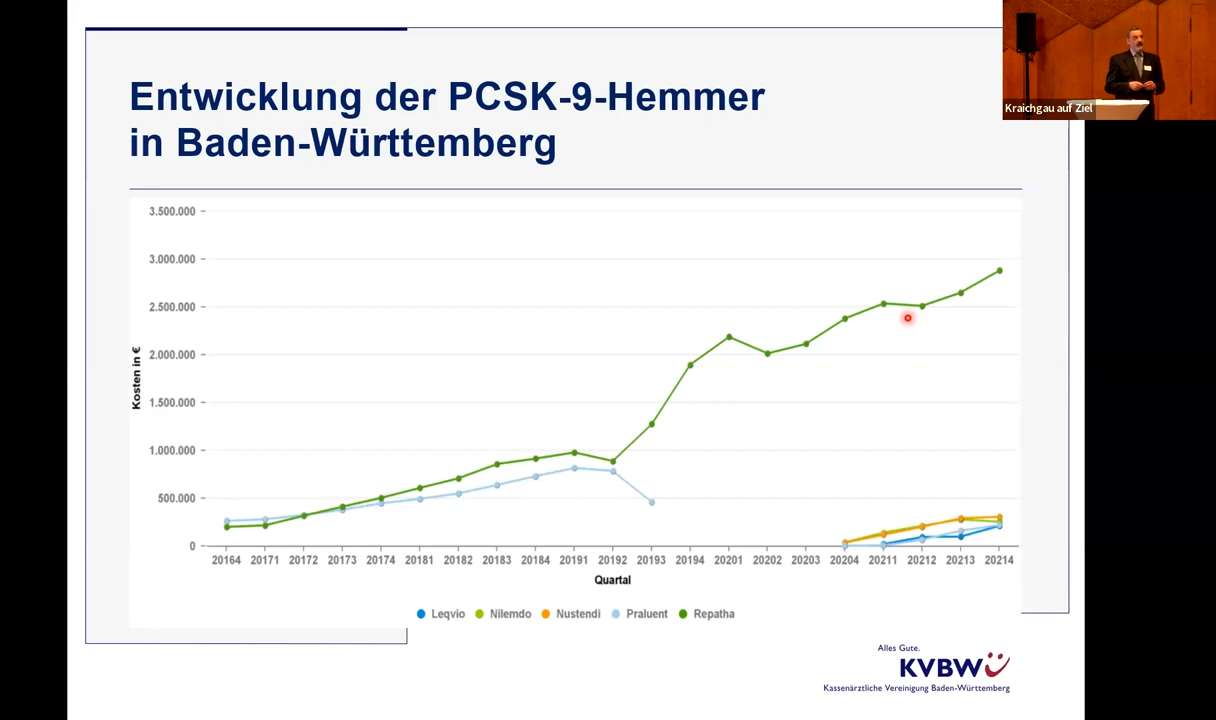 Entwicklung der PCSK-9-Hemmer
in Baden-Württemberg
Kraichgau auf Ziel
3.500.000
3.000.000
2.500.000
2.000.000
1.500.000
1.000.000
500.000
0
Kosten in €
20164 20171 20172 20173 20174 20181 20182 20183 20184 20191 20192 20193 20194 20201 20202 20203 20204 20211 20212 20213 20214
Quartal
Leqvio Nilemdo Nustendi Praluent Repatha
Alles Gute.
KVBW
Kassenärztliche Vereinigung Baden-Württemberg